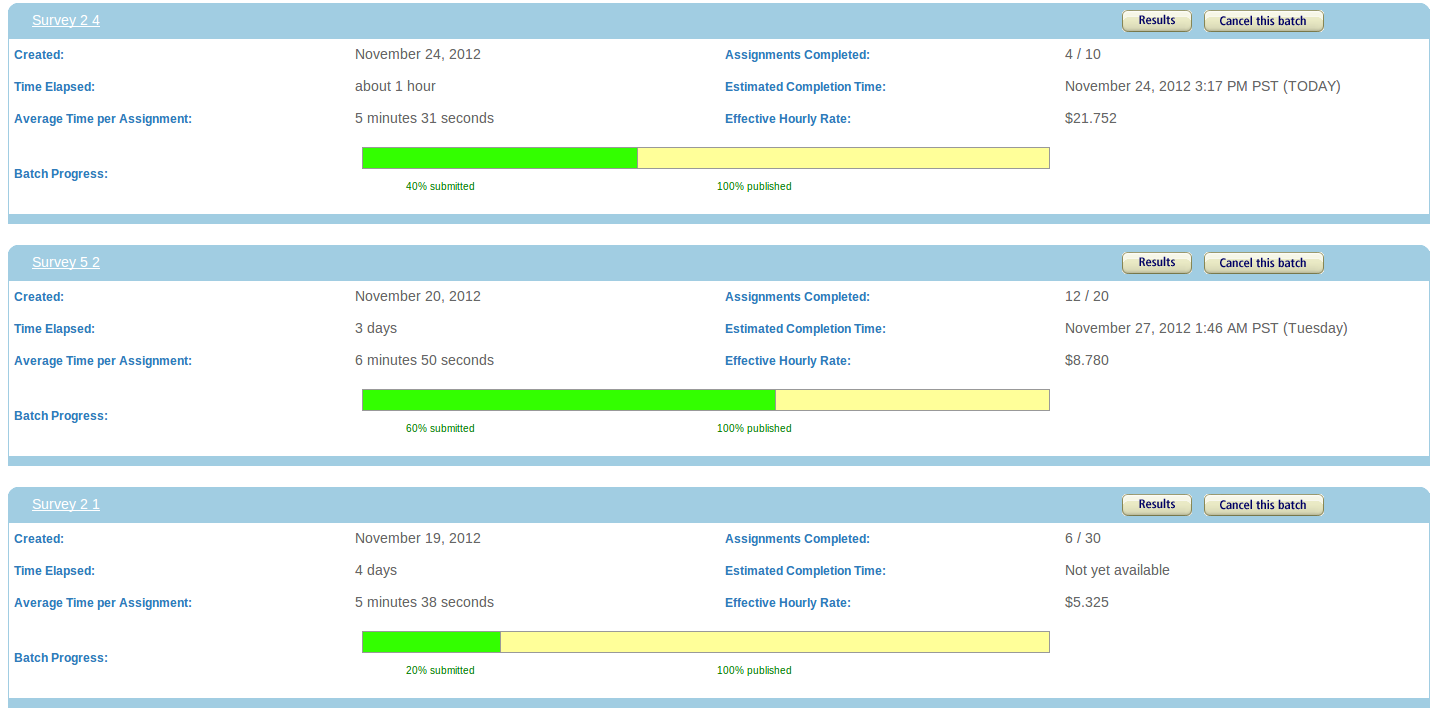 Survey 2 4 Results Cancel this batch
Created: November 24, 2012 Assignments Completed: 4 / 10
Time Elapsed: about 1 hour Estimated Completion Time: November 24, 2012 3:17 PM PST (TODAY)
Average Time per Assignment: 5 minutes 31 seconds Effective Hourly Rate: $21.752
Batch Progress:
40% submitted 100% published
Survey 5 2 Results Cancel this batch
Created: November 20, 2012 Assignments Completed: 12 / 20
Time Elapsed: 3 days Estimated Completion Time: November 27, 2012 1:46 AM PST (Tuesday)
Average Time per Assignment: 6 minutes 50 seconds Effective Hourly Rate: $8.780
Batch Progress:
60% submitted 100% published
Survey 2 1 Results Cancel this batch
Created: November 19, 2012 Assignments Completed: 6 / 30
Time Elapsed: 4 days Estimated Completion Time: Not yet available
Average Time per Assignment: 5 minutes 38 seconds Effective Hourly Rate: $5.325
Batch Progress:
20% submitted 100% published